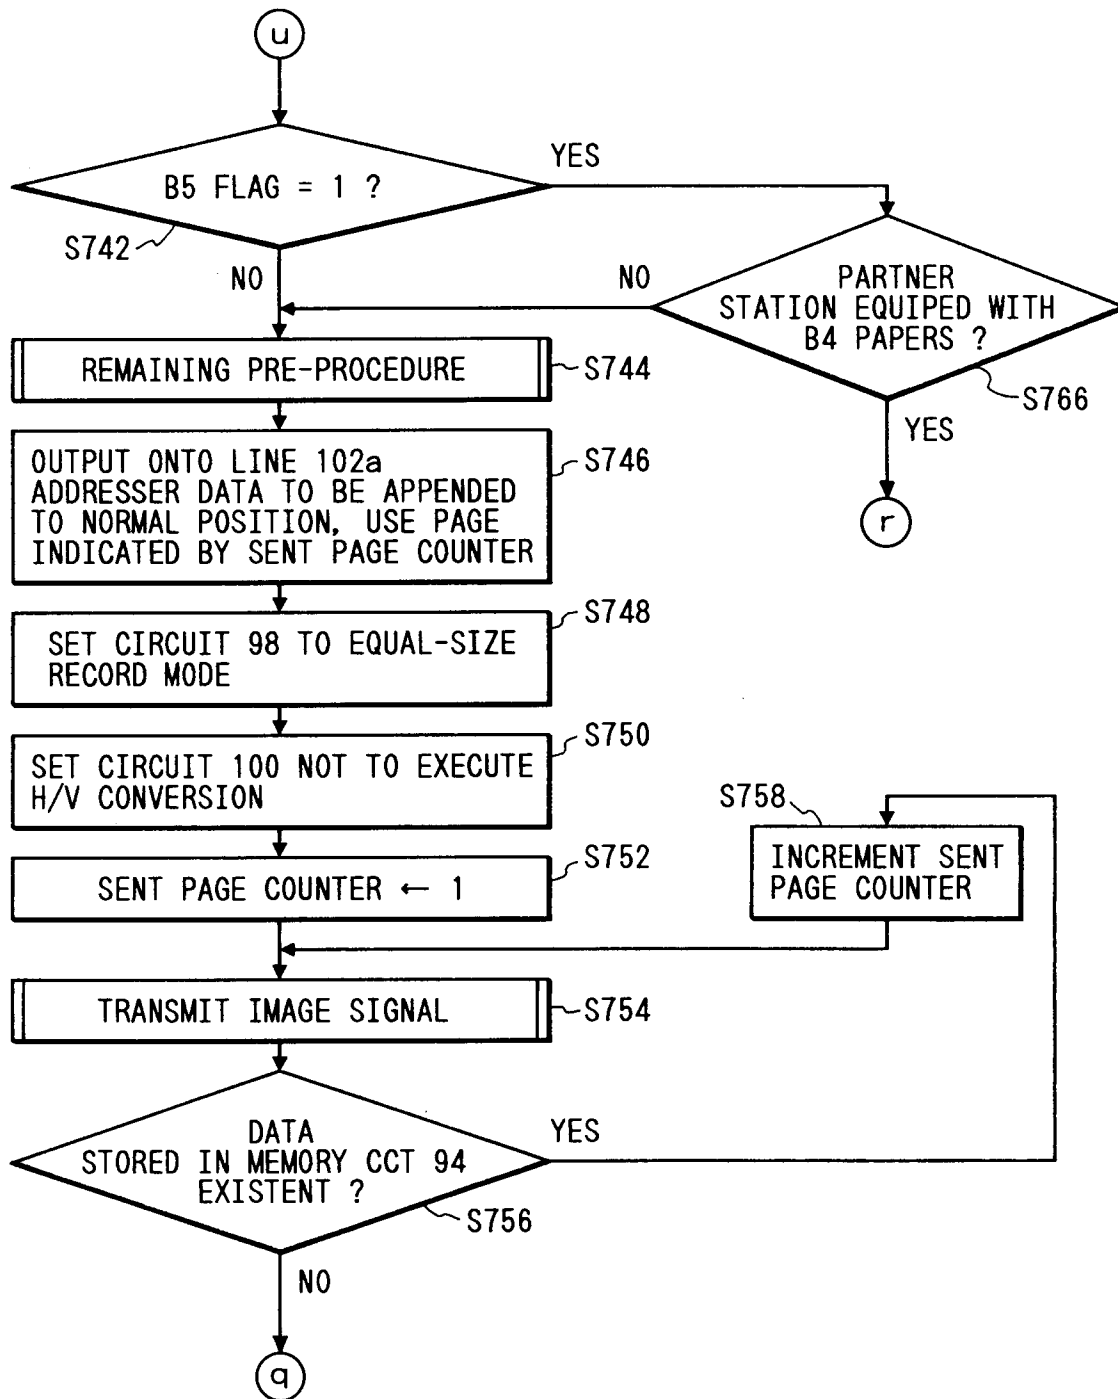 u
B5 FLAG = 1 ?
YES
S742
NO
NO
PARTNER
STATION EQUIPED WITH
B4 PAPERS ?
S766
YES
r
REMAINING PRE-PROCEDURE
S744
OUTPUT ONTO LINE 102a
ADDRESSER DATA TO BE APPENDED
TO NORMAL POSITION, USE PAGE
INDICATED BY SENT PAGE COUNTER
S746
SET CIRCUIT 98 TO EQUAL-SIZE
RECORD MODE
S748
SET CIRCUIT 100 NOT TO EXECUTE
H/V CONVERSION
S750
SENT PAGE COUNTER ← 1
S752
S758
INCREMENT SENT
PAGE COUNTER
TRANSMIT IMAGE SIGNAL
S754
DATA
STORED IN MEMORY CCT 94
EXISTENT ?
YES
S756
NO
q